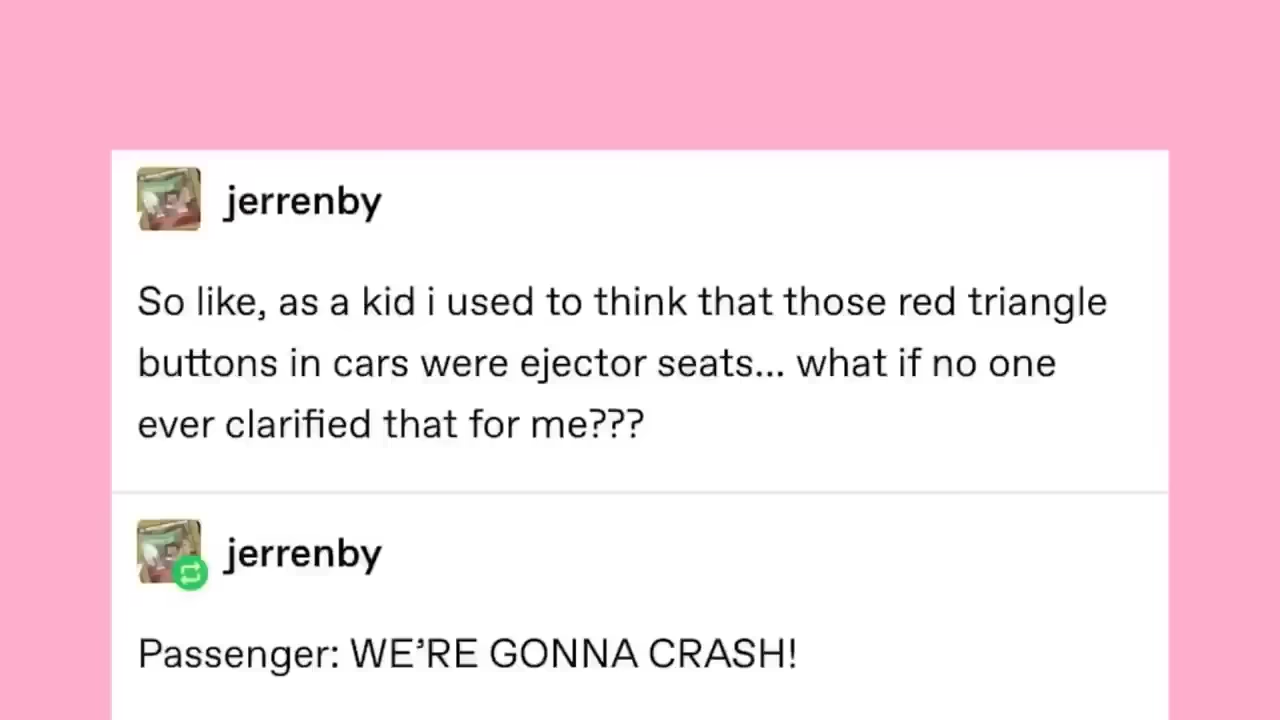 jerrenby
So like, as a kid i used to think that those red triangle
buttons in cars were ejector seats... what if no one
ever clarified that for me???
jerrenby
Passenger: WE’RE GONNA CRASH!